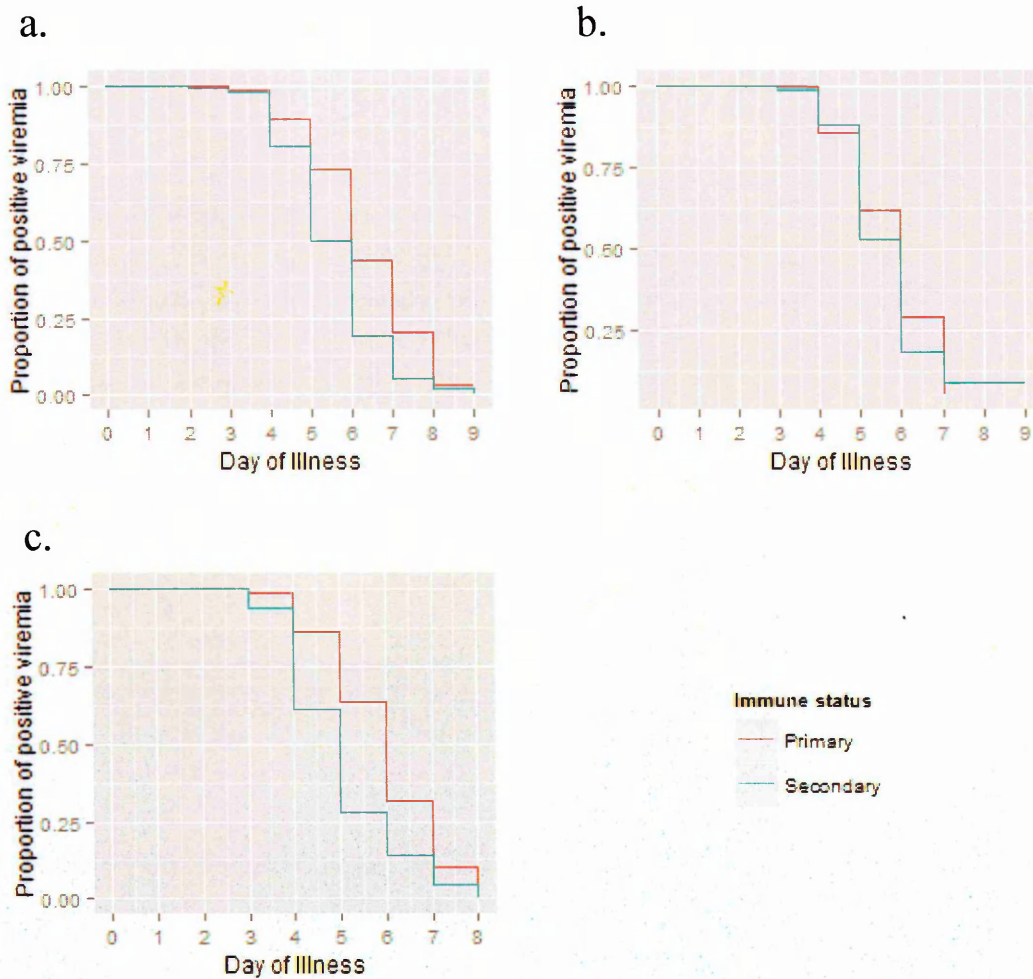 a.
Proportion of positive viremia
1.00
0.75
0.50
0.25
0.00
0 1 2 3 4 5 6 7 8 9
Day of Illness
b.
Proportion of positive viremia
1.00
0.75
0.50
0.25
0 1 2 3 4 5 6 7 8 9
Day of Illness
c.
Proportion of positive viremia
1.00
0.75
0.50
0.25
0.00
0 1 2 3 4 5 6 7 8
Day of Illness
Immune status
Primary
Secondary